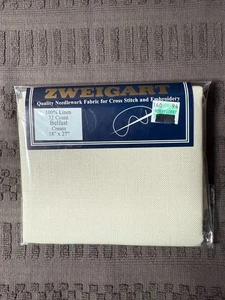 ZWEIGART
Quality Needlework Fabric for Cross Stitch and Embroidery
100% Linen
32 Count
Belfast
Cream
18" x 27"